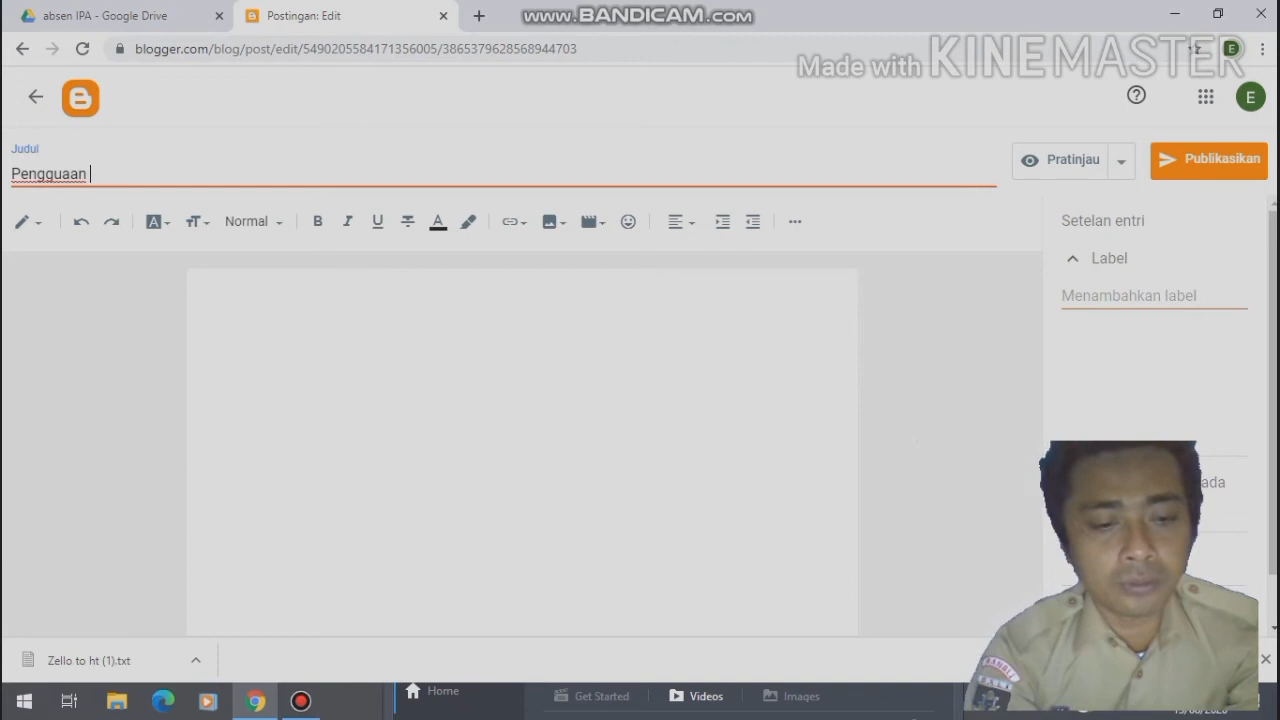 absen IPA - Google Drive
Postingan: Edit
www.BANDICAM.com
blogger.com/blog/post/edit/5490205584171356005/3865379628568944703
E
Made with KINEMASTER
E
Judul
Pengguaan
Pratinjau
Publikasikan
Normal
B I U A
Setelan entri
Label
Menambahkan label
ada
Zello to ht (1).txt
Home
Get Started
Videos
Images